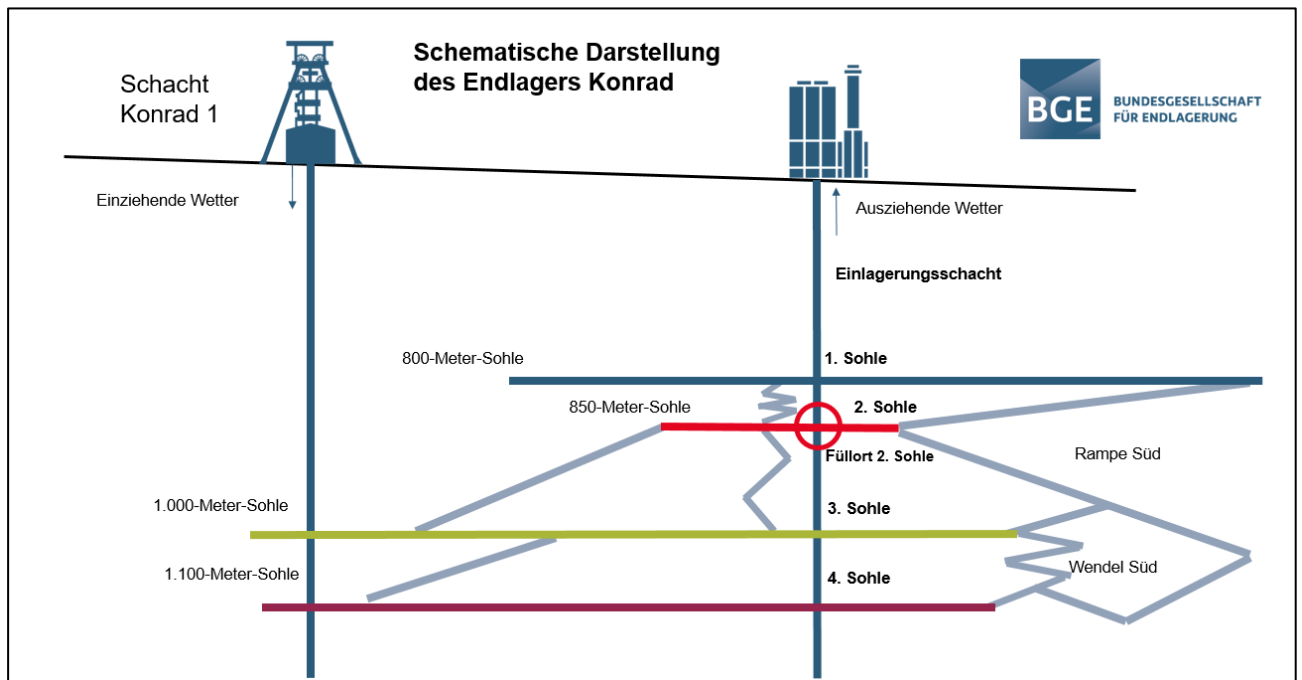 Schematische Darstellung
des Endlagers Konrad
Schacht
Konrad 1
BGE
BUNDESGESELLSCHAFT
FÜR ENDLAGERUNG
Einziehende Wetter
Ausziehende Wetter
Einlagerungsschacht
800-Meter-Sohle
1. Sohle
850-Meter-Sohle
2. Sohle
Füllort 2. Sohle
Rampe Süd
1.000-Meter-Sohle
3. Sohle
1.100-Meter-Sohle
4. Sohle
Wendel Süd